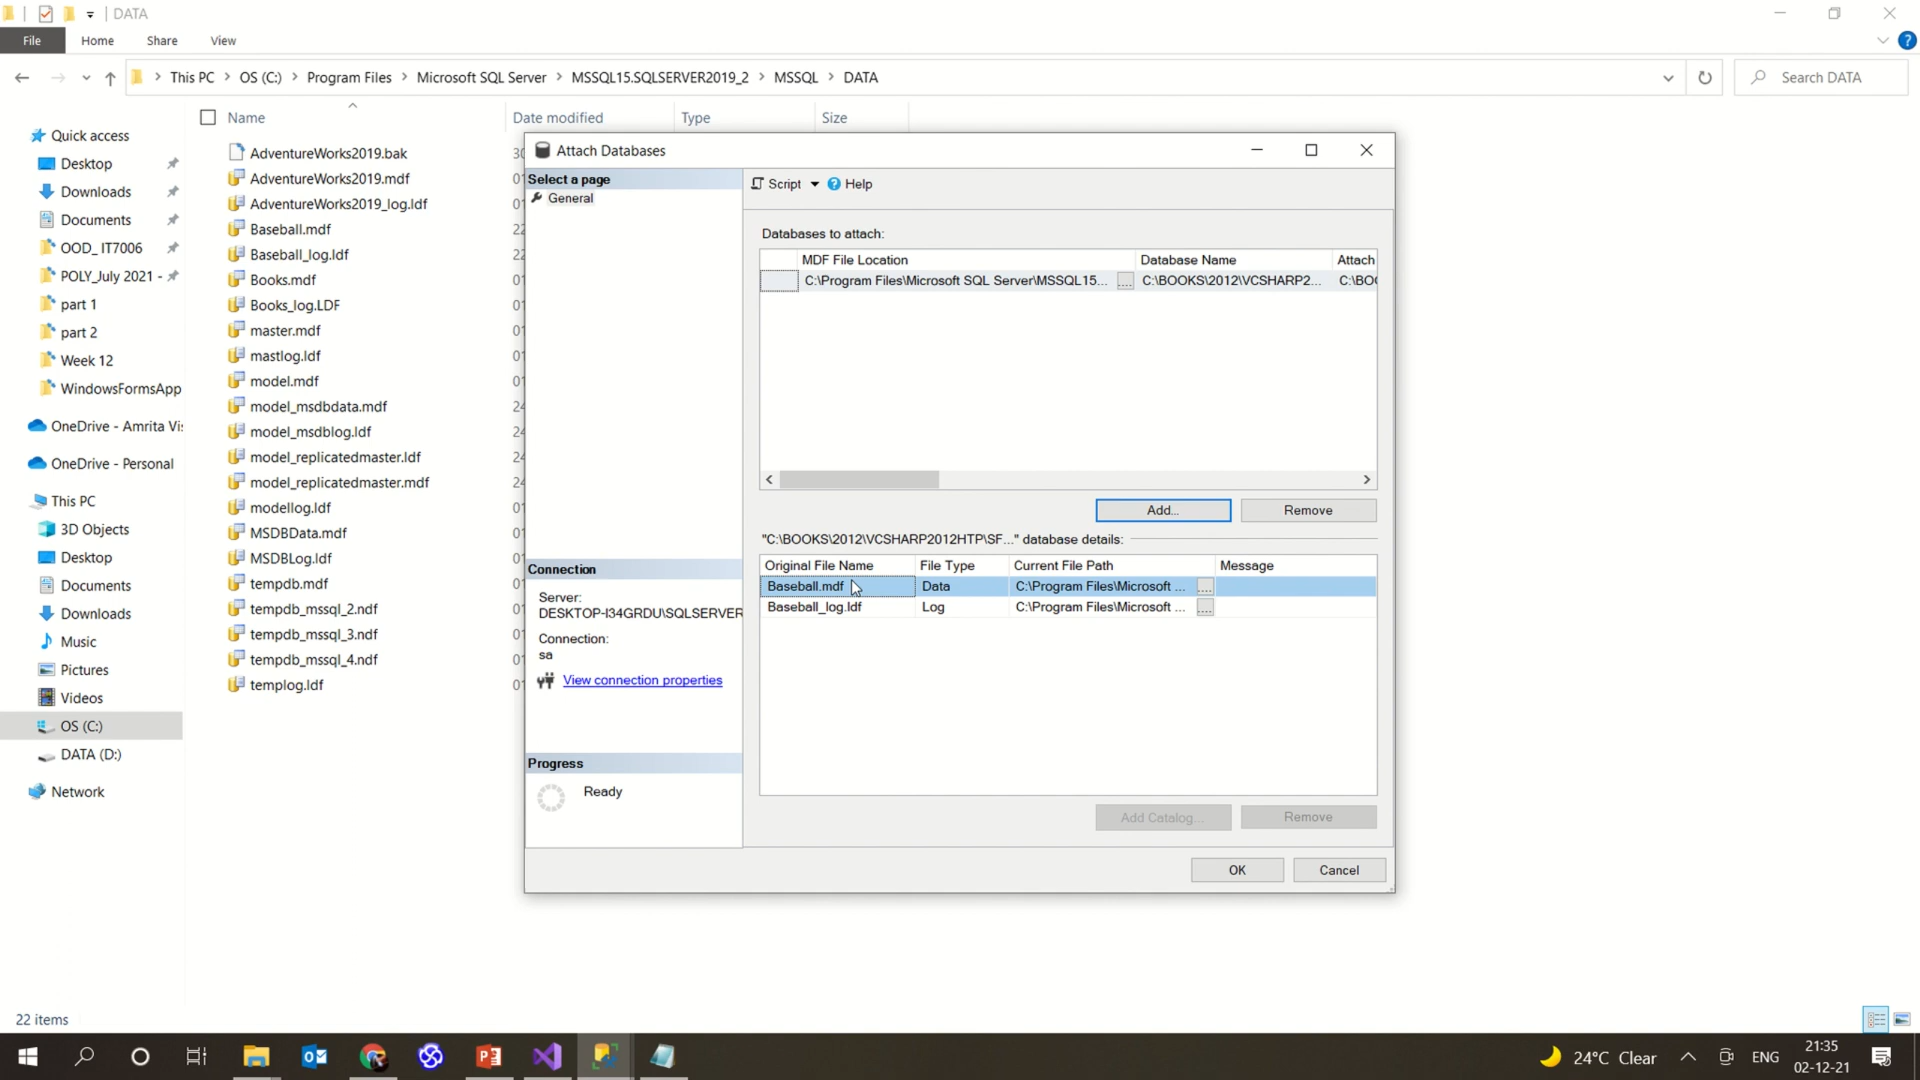 DATA
File
Home
Share
View
This PC
OS (C:)
Program Files
Microsoft SQL Server
MSSQL15.SQLSERVER2019_2
MSSQL
DATA
Search DATA
Name
Date modified
Type
Size
Quick access
Desktop
Downloads
Documents
OOD_ IT7006
POLY_July 2021 -
part 1
part 2
Week 12
WindowsFormsApp
OneDrive - Amrita Vi
OneDrive - Personal
This PC
3D Objects
Desktop
Documents
Downloads
Music
Pictures
Videos
OS (C:)
DATA (D:)
Network
AdventureWorks2019.bak
AdventureWorks2019.mdf
AdventureWorks2019_log.ldf
Baseball.mdf
Baseball_log.ldf
Books.mdf
Books_log.LDF
master.mdf
mastlog.ldf
model.mdf
model_msdbdata.mdf
model_msdblog.ldf
model_replicatedmaster.ldf
model_replicatedmaster.mdf
modellog.ldf
MSDBData.mdf
MSDBLog.ldf
tempdb.mdf
tempdb_mssql_2.ndf
tempdb_mssql_3.ndf
tempdb_mssql_4.ndf
templog.ldf
Attach Databases
Select a page
General
Script
Help
Databases to attach:
MDF File Location
Database Name
Attach
C:\Program Files\Microsoft SQL Server\MSSQL15...
...
C:\BOOKS\2012\VCSHARP2...
C:\BO
Add...
Remove
"C:\BOOKS\2012\VCSHARP2012HTP\SF..." database details:
Original File Name
File Type
Current File Path
Message
Baseball.mdf
Data
C:\Program Files\Microsoft ...
...
Baseball_log.ldf
Log
C:\Program Files\Microsoft ...
...
Connection
Server:
DESKTOP-I34GRDU\SQLSERVER
Connection:
sa
View connection properties
Progress
Ready
Add Catalog...
Remove
OK
Cancel
22 items
24°C Clear
ENG
21:35
02-12-21